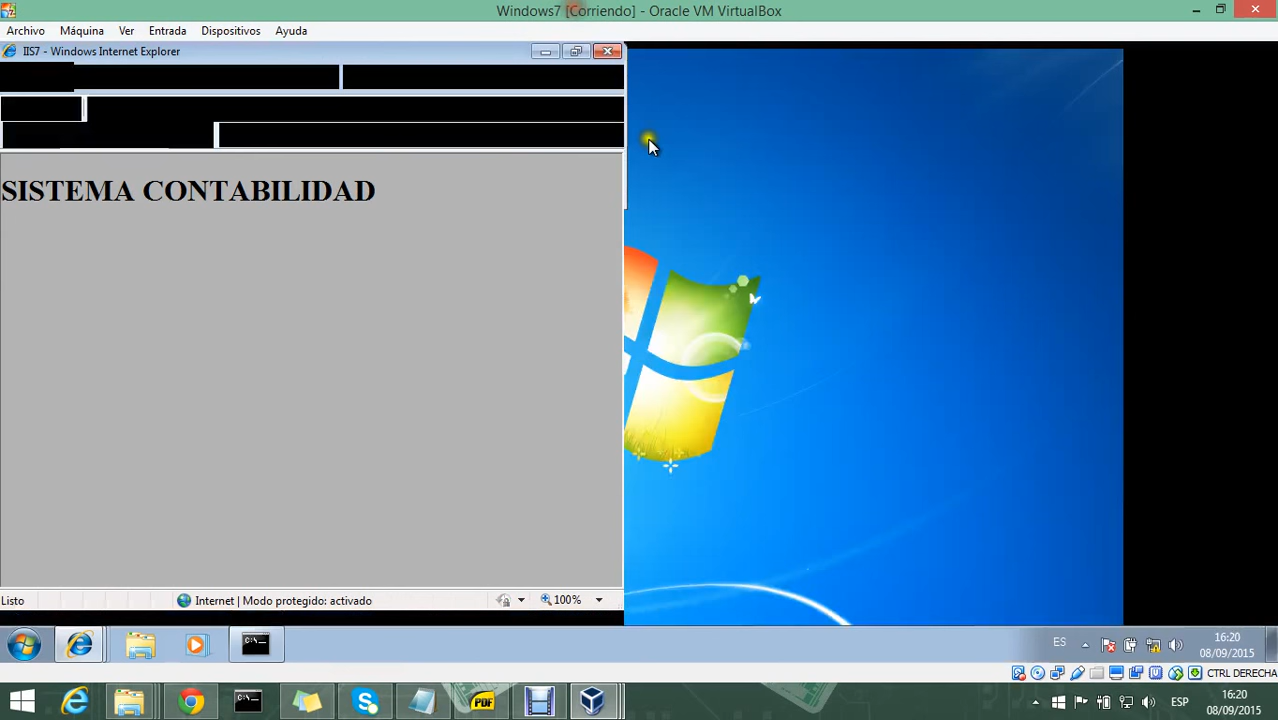 Windows7 [Corriendo] - Oracle VM VirtualBox
Archivo Máquina Ver Entrada Dispositivos Ayuda
IIS7 - Windows Internet Explorer
SISTEMA CONTABILIDAD
Listo
Internet | Modo protegido: activado
100%
C:\_
ES
16:20
08/09/2015
CTRL DERECHA
PDF
ESP
16:20
08/09/2015